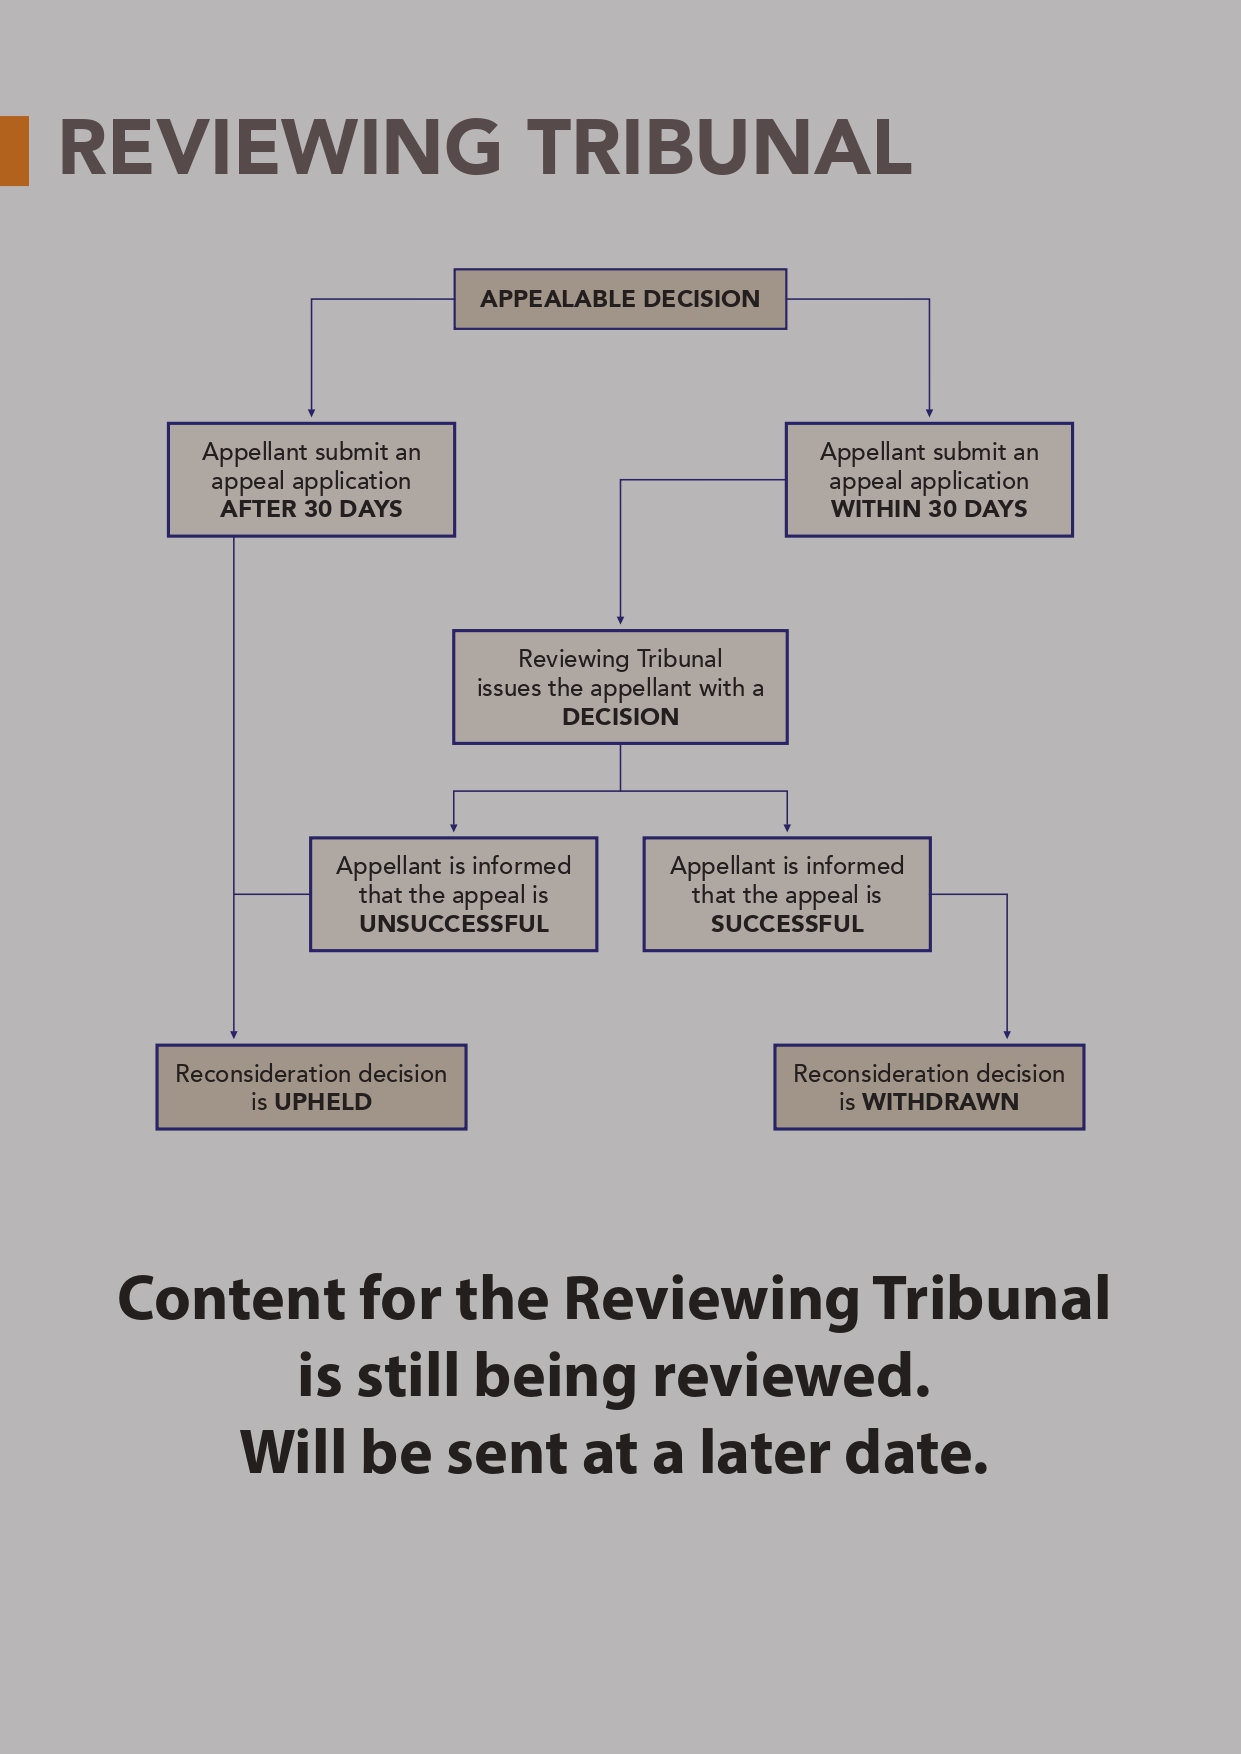 REVIEWING TRIBUNAL
APPEALABLE DECISION
Appellant submit an
appeal application
AFTER 30 DAYS
Appellant submit an
appeal application
WITHIN 30 DAYS
Reviewing Tribunal
issues the appellant with a
DECISION
Appellant is informed
that the appeal is
UNSUCCESSFUL
Appellant is informed
that the appeal is
SUCCESSFUL
Reconsideration decision
is UPHELD
Reconsideration decision
is WITHDRAWN
Content for the Reviewing Tribunal
is still being reviewed.
Will be sent at a later date.